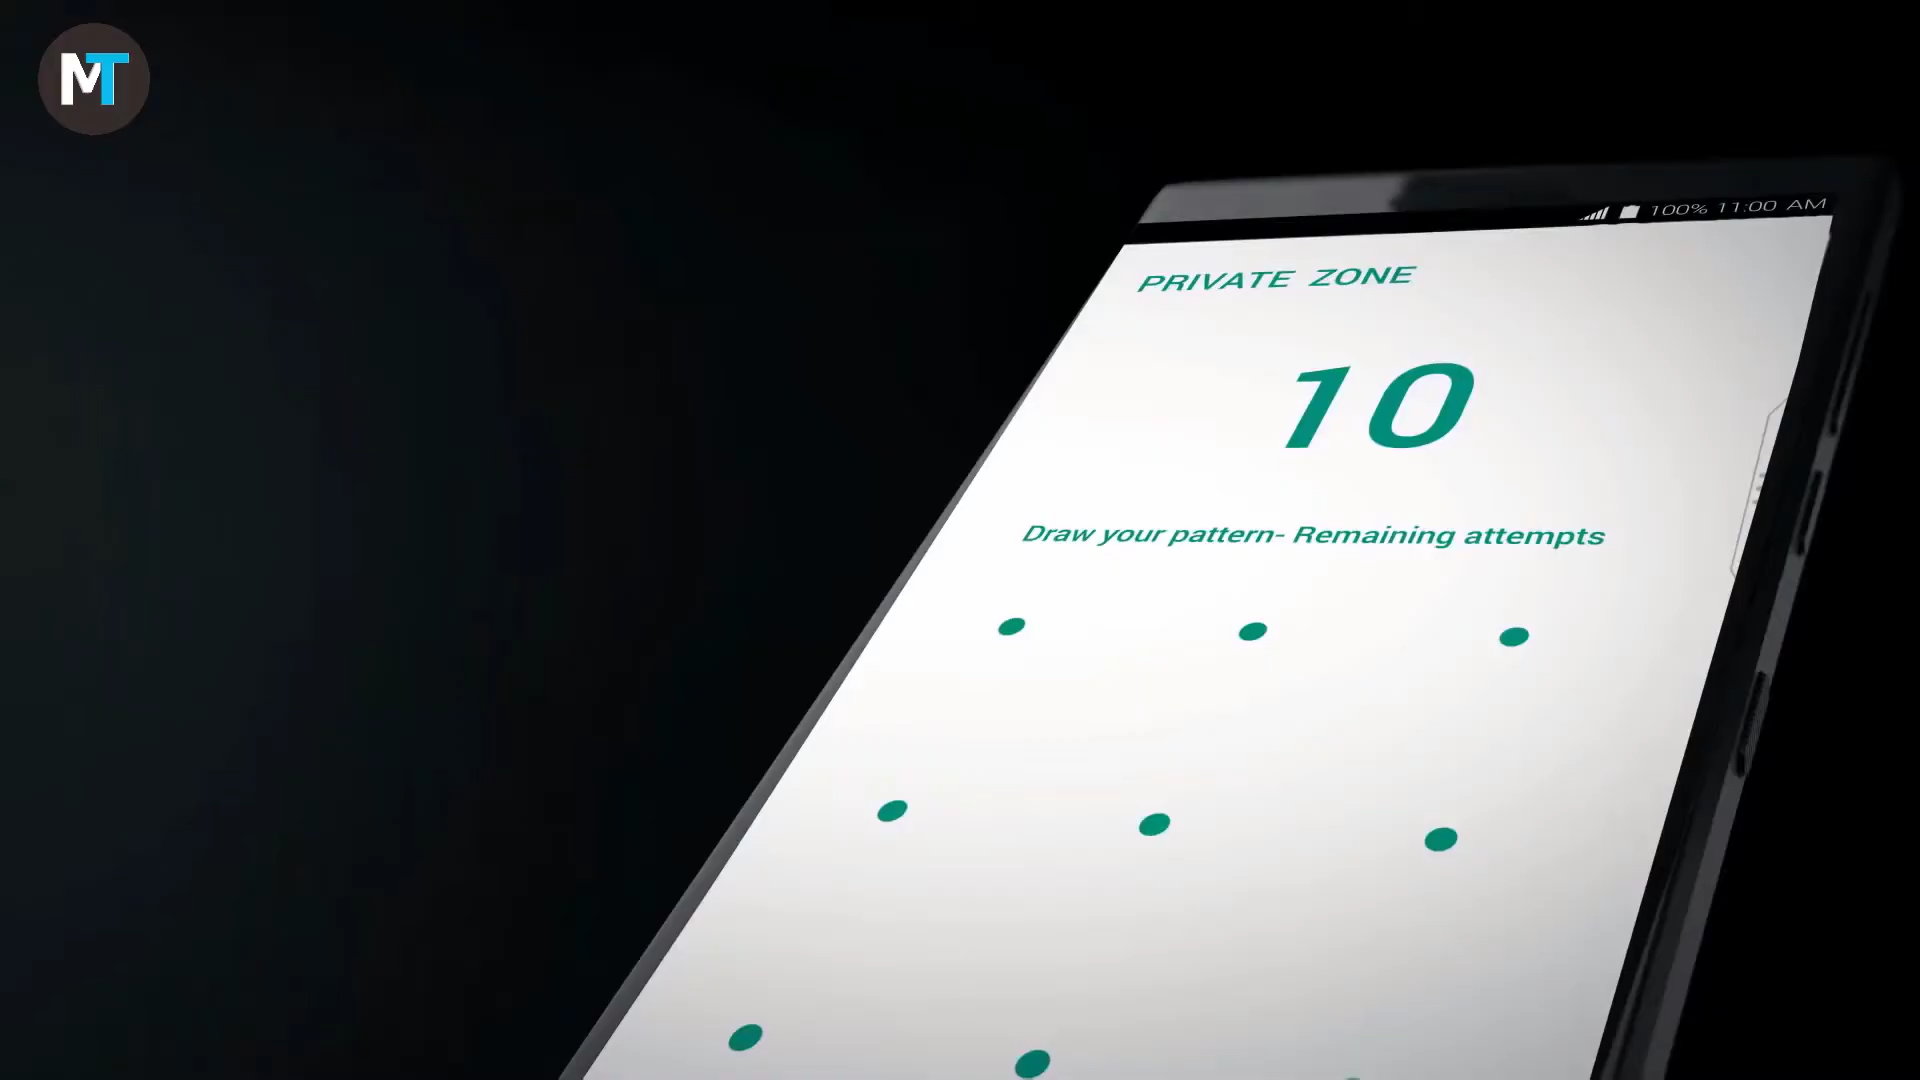 MT
100% 11:00 AM
PRIVATE ZONE
10
Draw your pattern- Remaining attempts